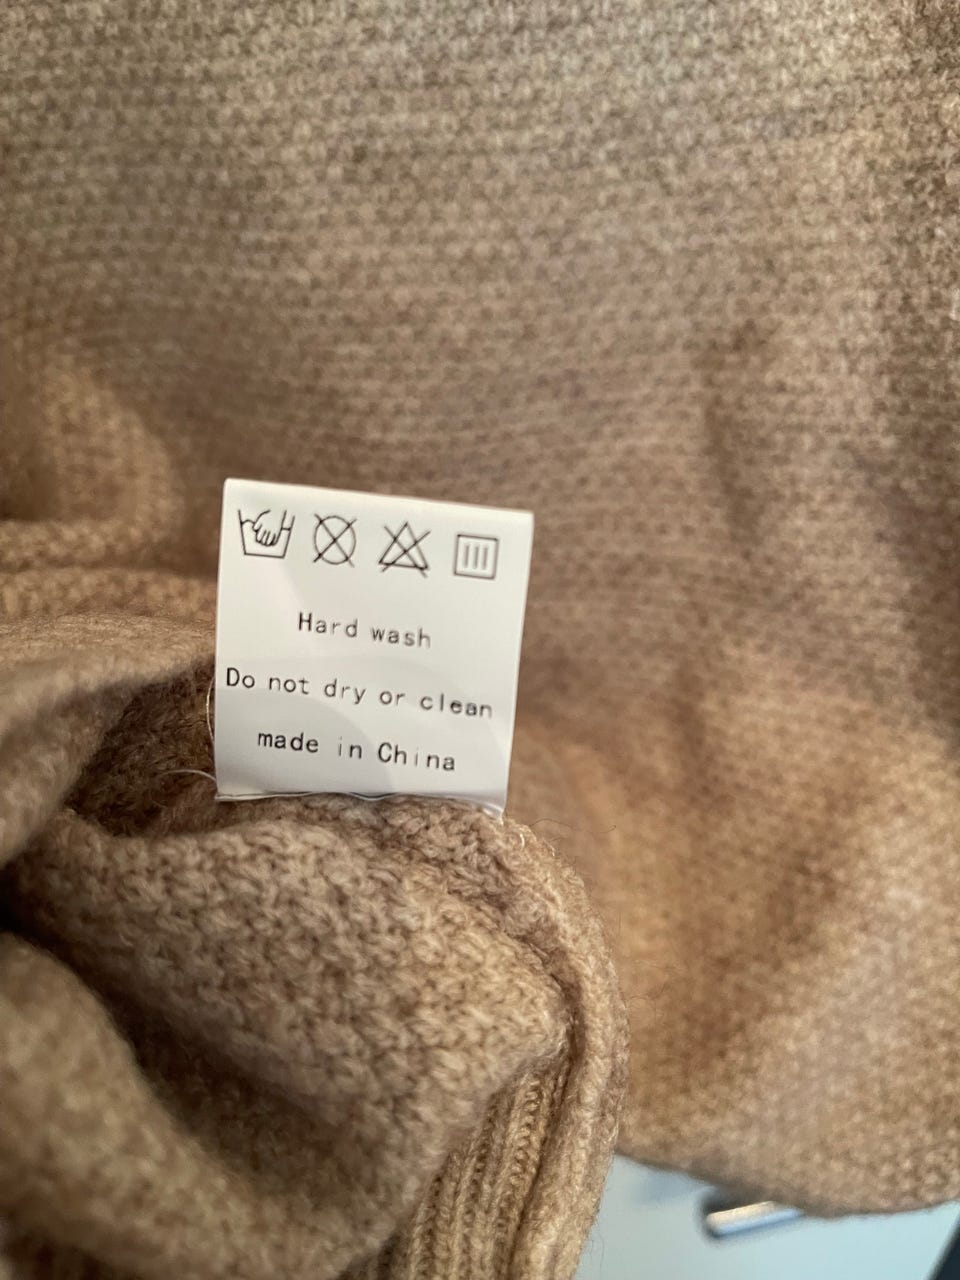 Hard wash
Do not dry or clean
made in China